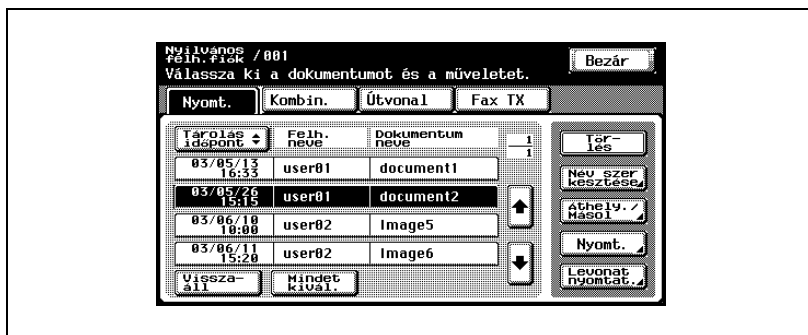 Nyilvános
félh.fiók /001
Válassza ki a dokumentumot és a müveletet.
Bezár
Nyomt.
Kombin.
Útvonal
Fax TX
Tárolás
időpont
Felh.
neve
Dokumentum
neve
1
1
03/05/13
16:33
user01
document1
03/05/26
15:15
user01
document2
03/06/10
10:00
user02
Image5
03/06/11
15:20
user02
Image6
Vissza-
áll
Mindet
kivál.
Tör-
lés
Név szer
kesztése
Áthely./
Másol
Nyomt.
Levonat
nyomtat.